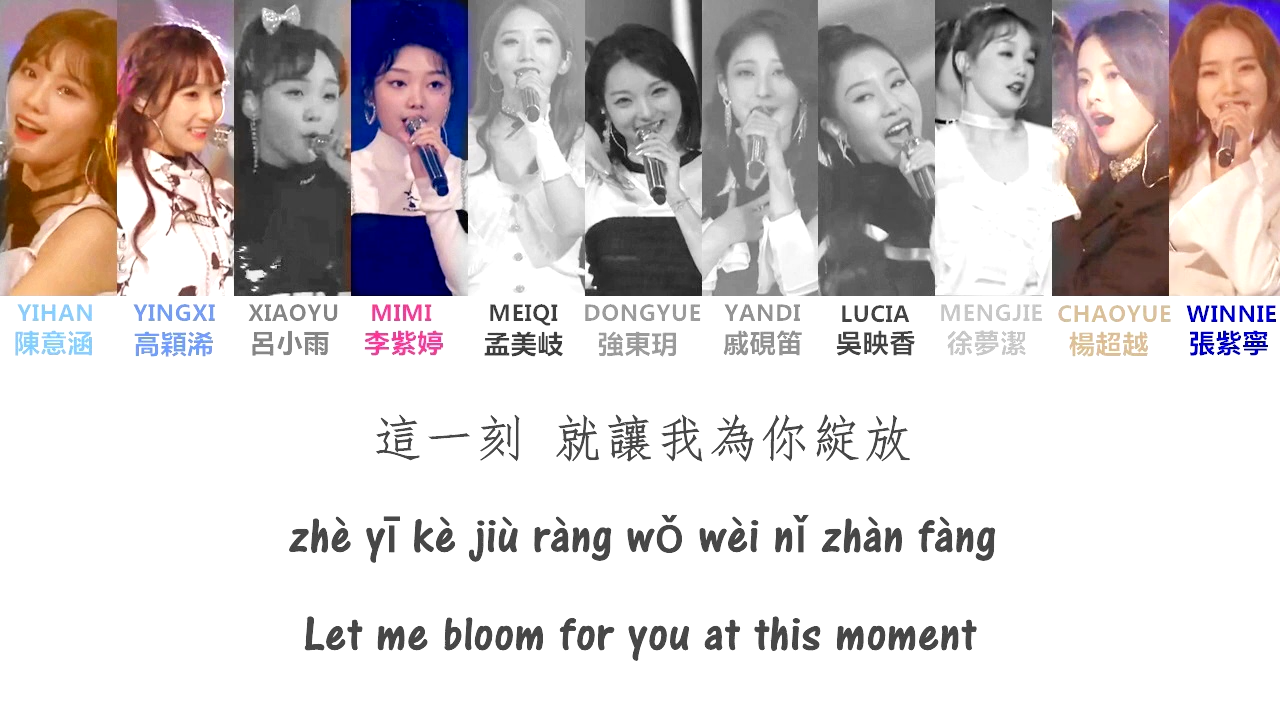 YIHAN YINGXI XIAOYU MIMI MEIQI DONGYUE YANDI LUCIA MENGJIE CHAOYUE WINNIE
陳意涵 高穎浠 呂小雨 李紫婷 孟美岐 強東玥 戚硯笛 吳映香 徐夢潔 楊超越 張紫寧
這一刻 就讓我為你綻放
zhè yī kè jiù ràng wǒ wèi nǐ zhàn fàng
Let me bloom for you at this moment